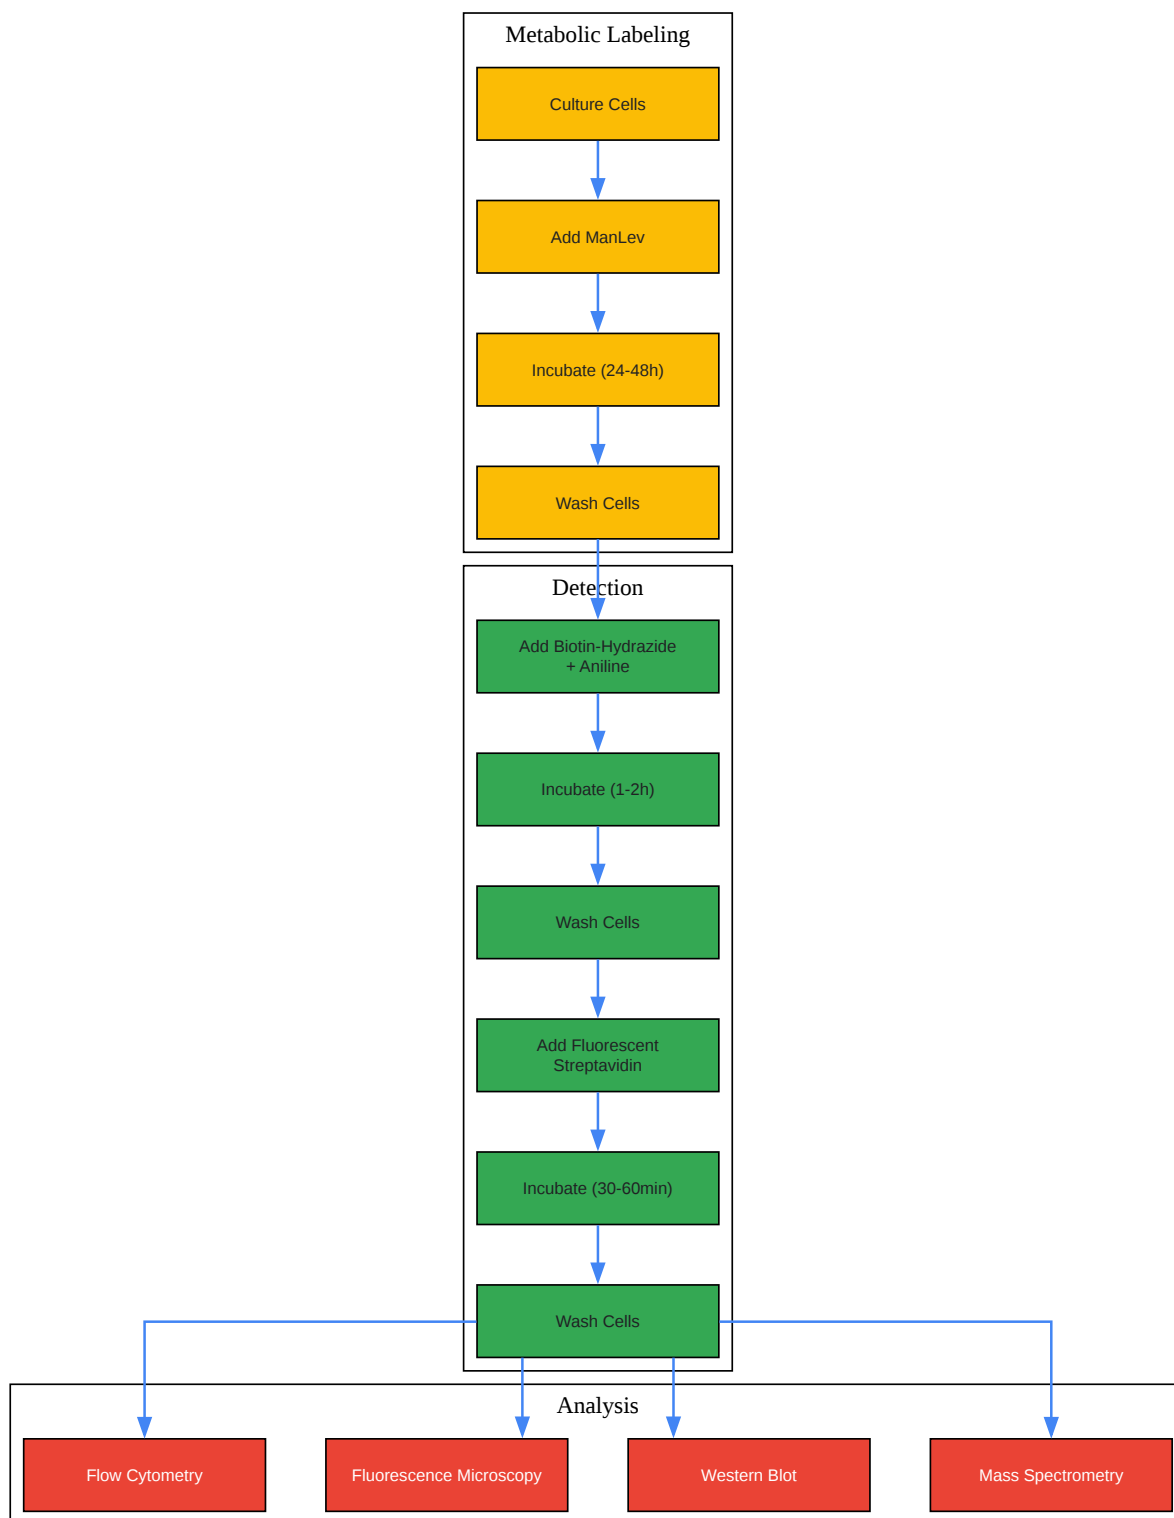 Metabolic Labeling
Culture Cells
Add ManLev
Incubate (24-48h)
Wash Cells
Detection
Add Biotin-Hydrazide
+ Aniline
Incubate (1-2h)
Wash Cells
Add Fluorescent
Streptavidin
Incubate (30-60min)
Wash Cells
Analysis
Flow Cytometry
Fluorescence Microscopy
Western Blot
Mass Spectrometry